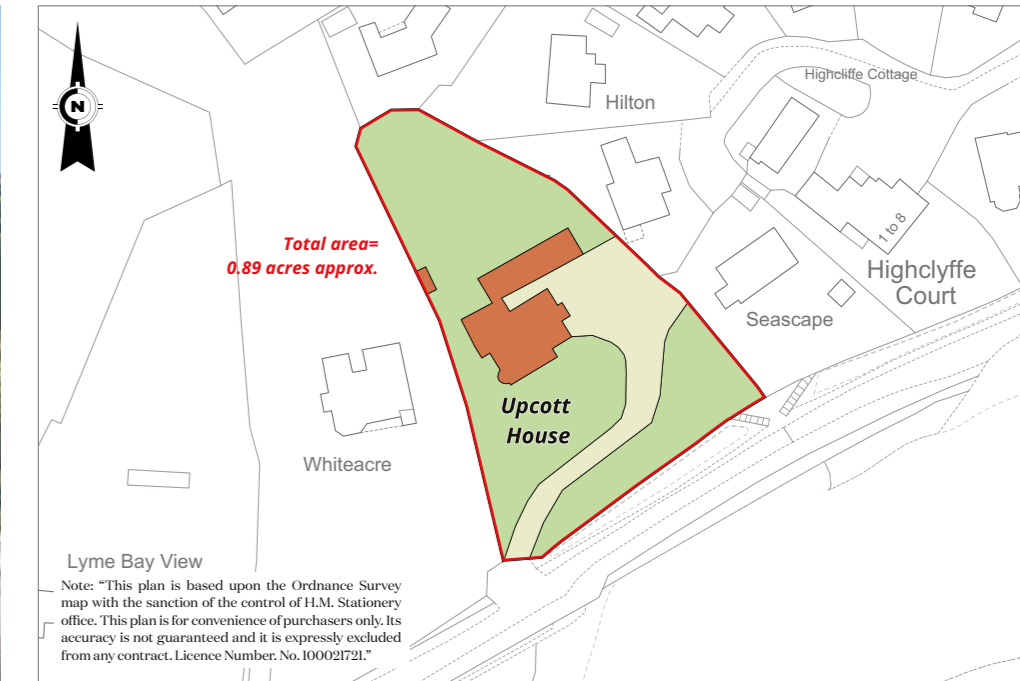 N
Highcliffe Cottage
Hilton
1 to 8
Total area=
0.89 acres approx.
Highclyffe
Court
Seascape
Upcott
House
Whiteacre
Lyme Bay View
Note: “This plan is based upon the Ordnance Survey
map with the sanction of the control of H.M. Stationery
office. This plan is for convenience of purchasers only. Its
accuracy is not guaranteed and it is expressly excluded
from any contract. Licence Number. No. 100021721.”